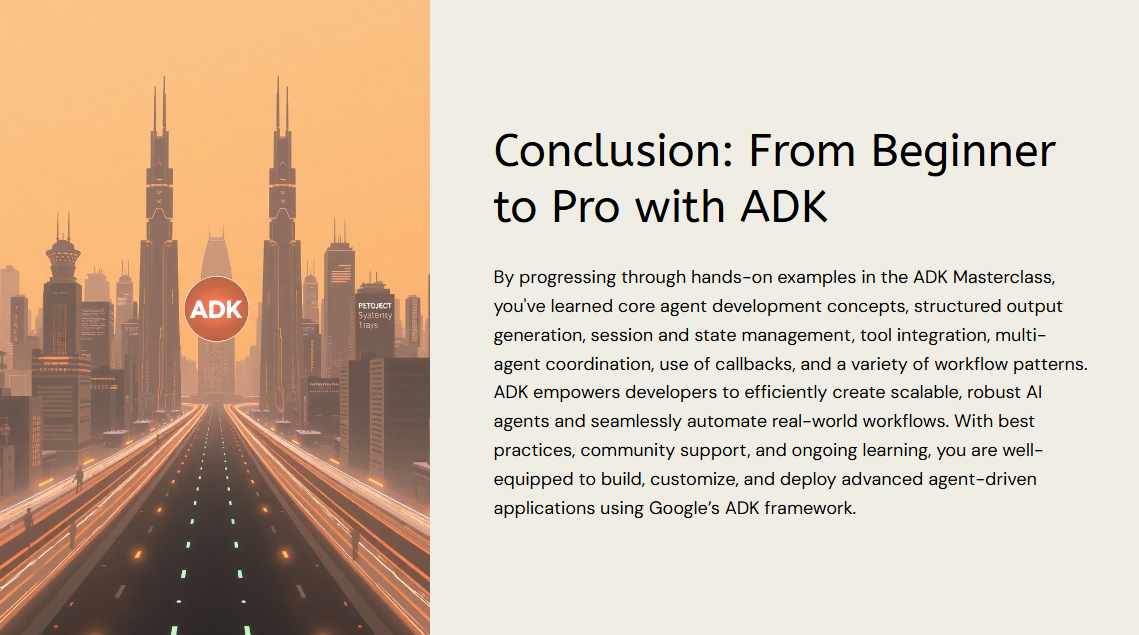 ADK
PETOJECT
Systenty
Trays
Conclusion: From Beginner
to Pro with ADK
By progressing through hands-on examples in the ADK Masterclass,
you've learned core agent development concepts, structured output
generation, session and state management, tool integration, multi-
agent coordination, use of callbacks, and a variety of workflow patterns.
ADK empowers developers to efficiently create scalable, robust AI
agents and seamlessly automate real-world workflows. With best
practices, community support, and ongoing learning, you are well-
equipped to build, customize, and deploy advanced agent-driven
applications using Google’s ADK framework.